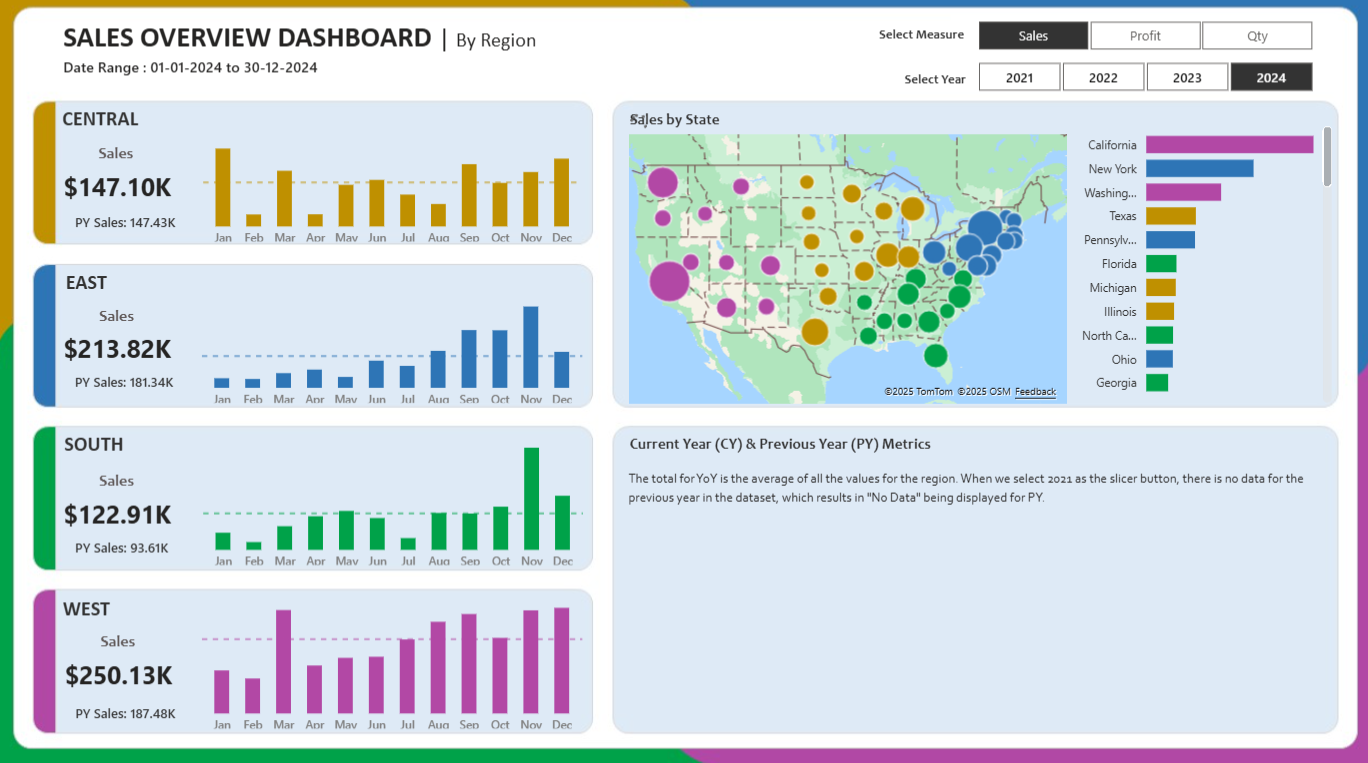 SALES OVERVIEW DASHBOARD | By Region
Date Range : 01-01-2024 to 30-12-2024
Select Measure
Sales
Profit
Qty
Select Year
2021
2022
2023
2024
CENTRAL
Sales
$147.10K
PY Sales: 147.43K
Jan Feb Mar Apr May Jun Jul Aug Sep Oct Nov Dec
EAST
Sales
$213.82K
PY Sales: 181.34K
Jan Feb Mar Apr May Jun Jul Aug Sep Oct Nov Dec
SOUTH
Sales
$122.91K
PY Sales: 93.61K
Jan Feb Mar Apr May Jun Jul Aug Sep Oct Nov Dec
WEST
Sales
$250.13K
PY Sales: 187.48K
Jan Feb Mar Apr May Jun Jul Aug Sep Oct Nov Dec
Sales by State
©2025 TomTom ©2025 OSM Feedback
California
New York
Washing...
Texas
Pennsylv...
Florida
Michigan
Illinois
North Ca...
Ohio
Georgia
Current Year (CY) & Previous Year (PY) Metrics
The total for YoY is the average of all the values for the region. When we select 2021 as the slicer button, there is no data for the
previous year in the dataset, which results in "No Data" being displayed for PY.